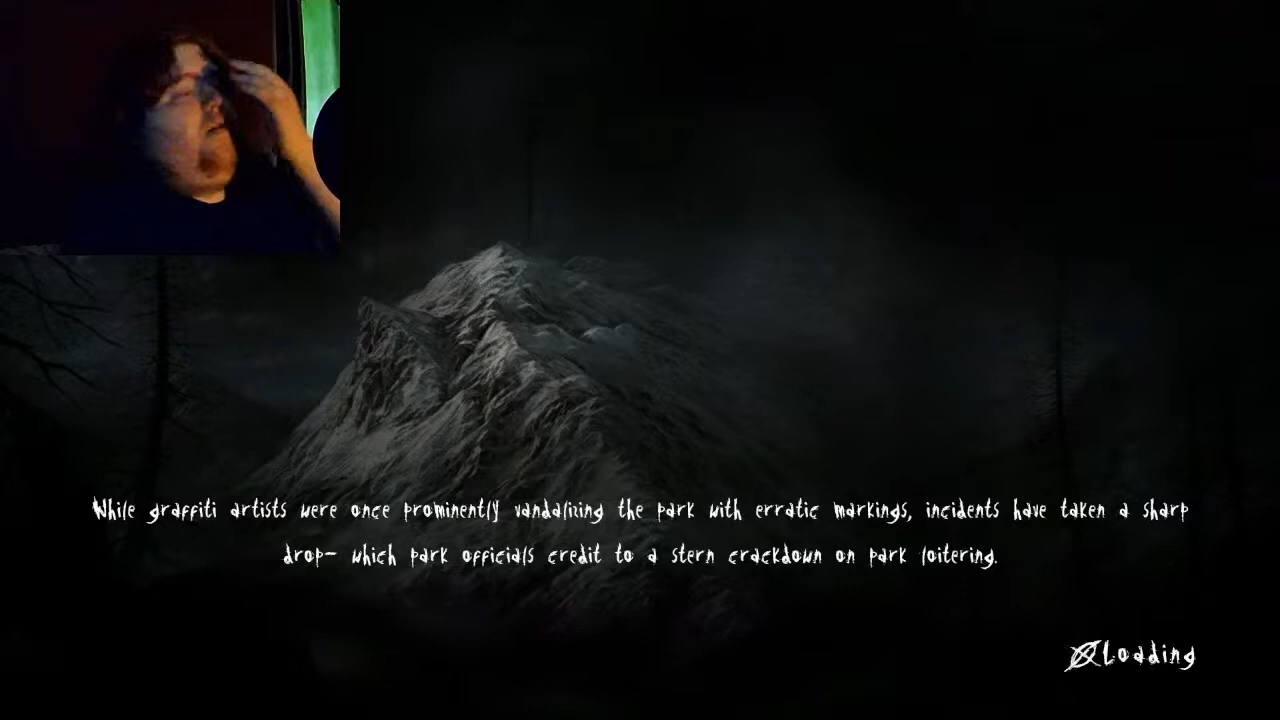 While graffiti artists were once prominently vandalizing the park with erratic markings, incidents have taken a sharp
drop- which park officials credit to a stern crackdown on park loitering.
Loading